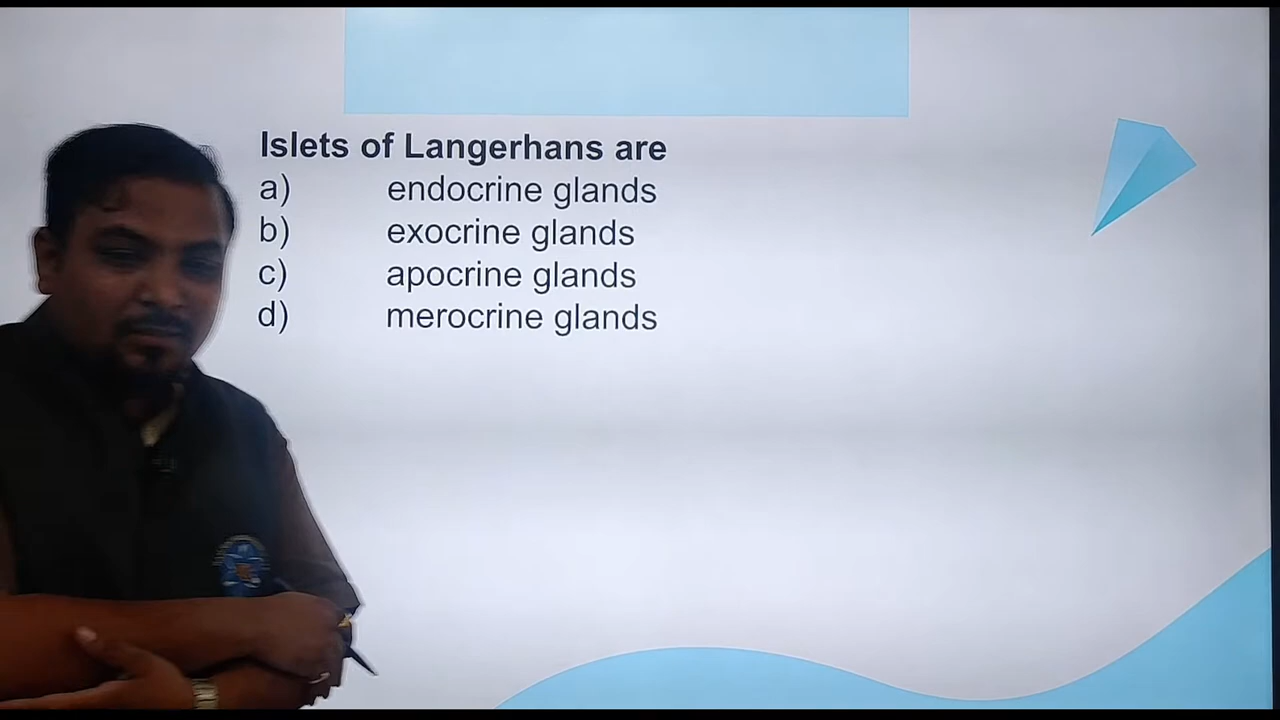 Islets of Langerhans are
a) endocrine glands
b) exocrine glands
c) apocrine glands
d) merocrine glands